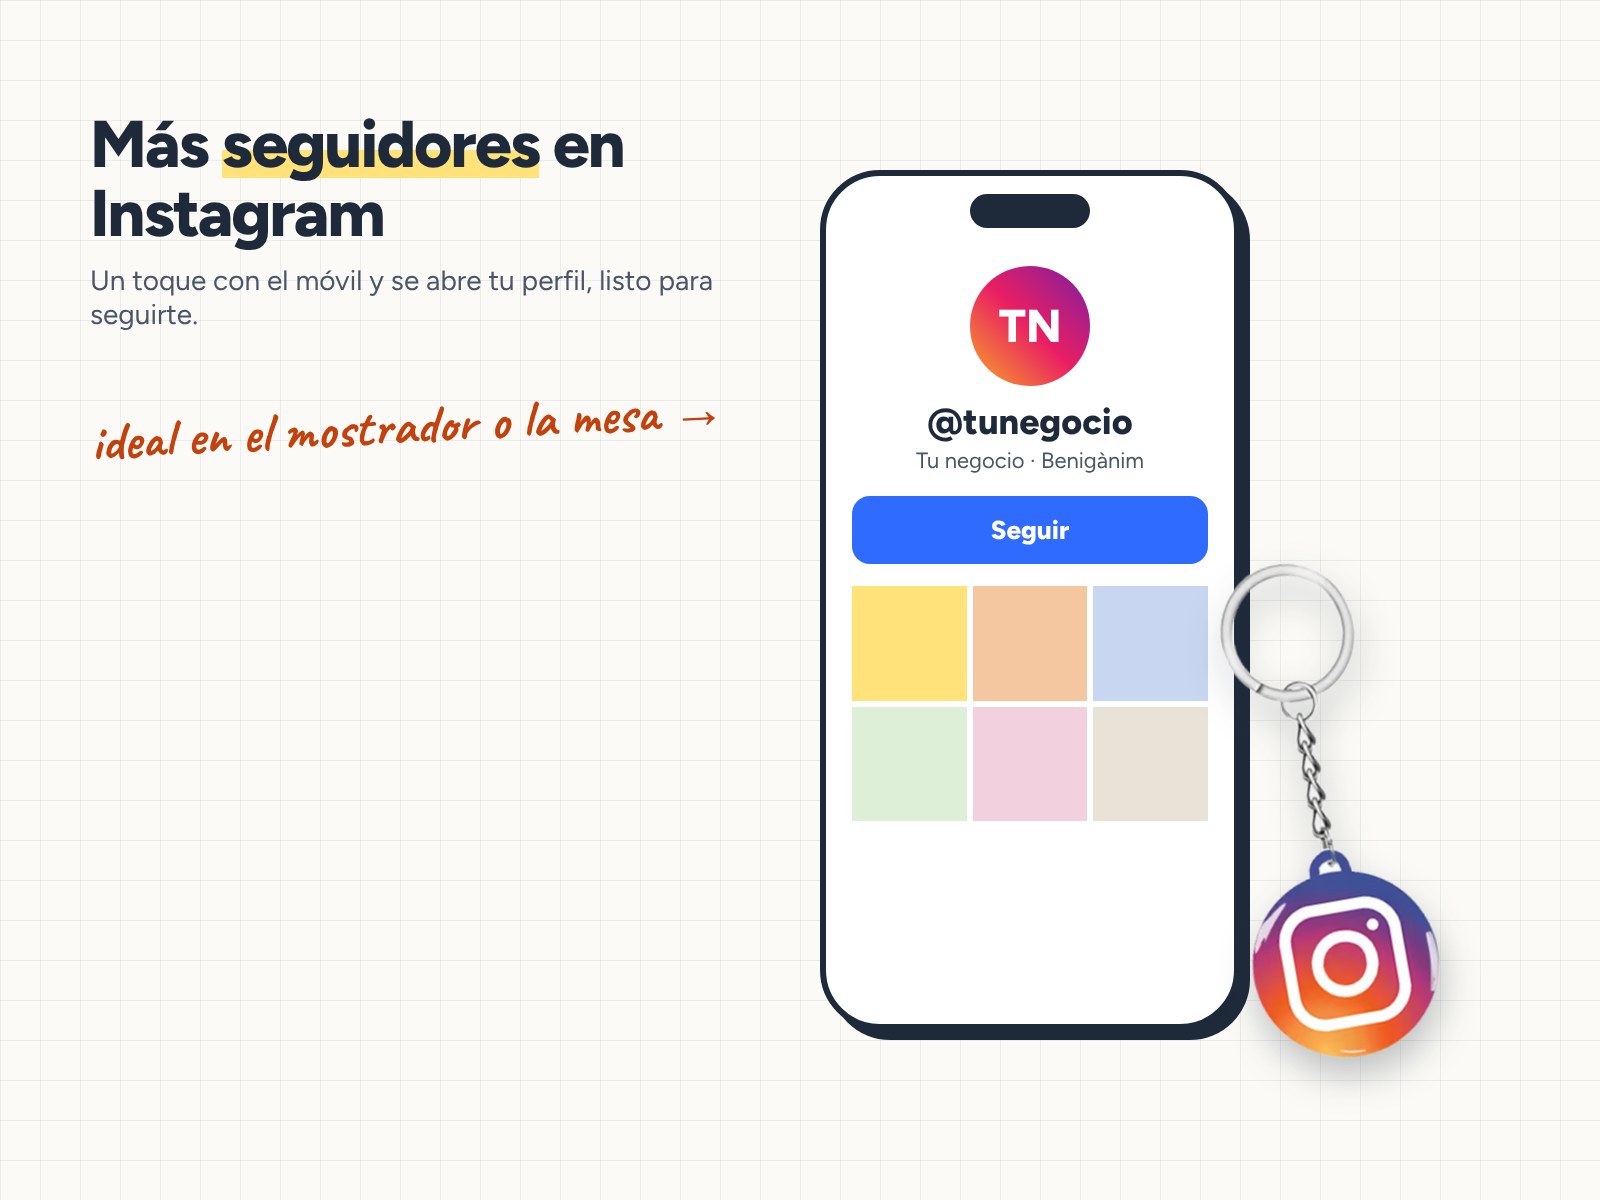 Más seguidores en
Instagram
Un toque con el móvil y se abre tu perfil, listo para
seguirte.
ideal en el mostrador o la mesa →
TN
@tunegocio
Tu negocio · Benigànim
Seguir